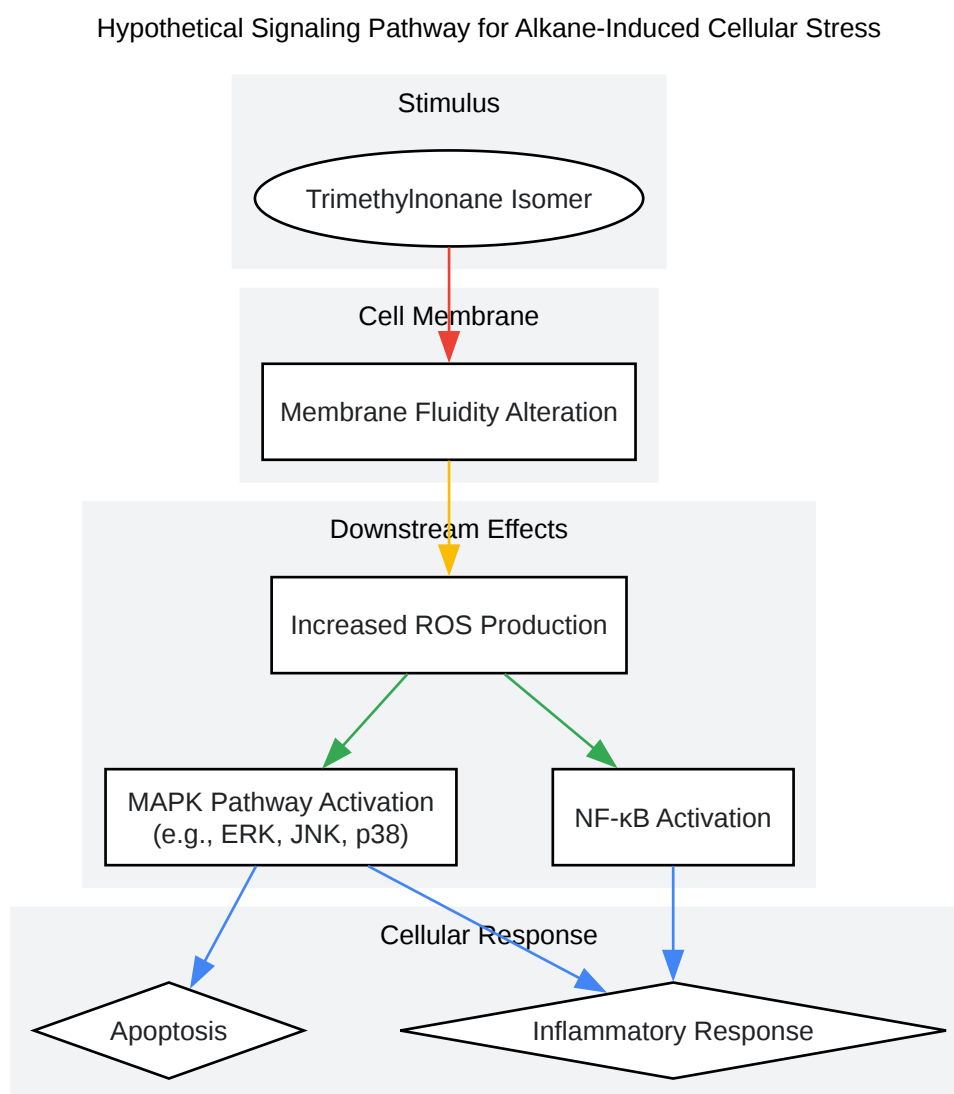 Hypothetical Signaling Pathway for Alkane-Induced Cellular Stress
Stimulus
Trimethylnonane Isomer
Cell Membrane
Membrane Fluidity Alteration
Downstream Effects
Increased ROS Production
MAPK Pathway Activation
(e.g., ERK, JNK, p38)
NF-κB Activation
Cellular Response
Apoptosis
Inflammatory Response